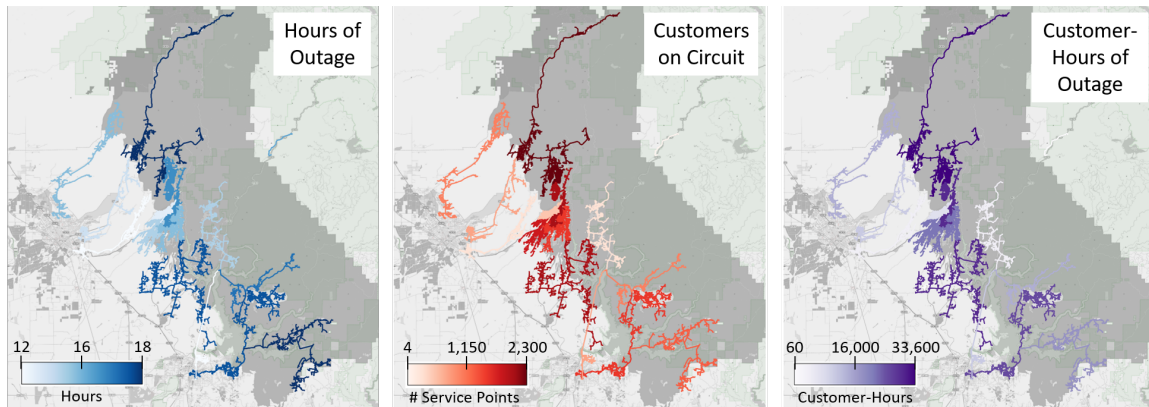 Hours of
Outage
12 16 18
Hours
Customers
on Circuit
4 1,150 2,300
# Service Points
Customer-
Hours of
Outage
60 16,000 33,600
Customer-Hours